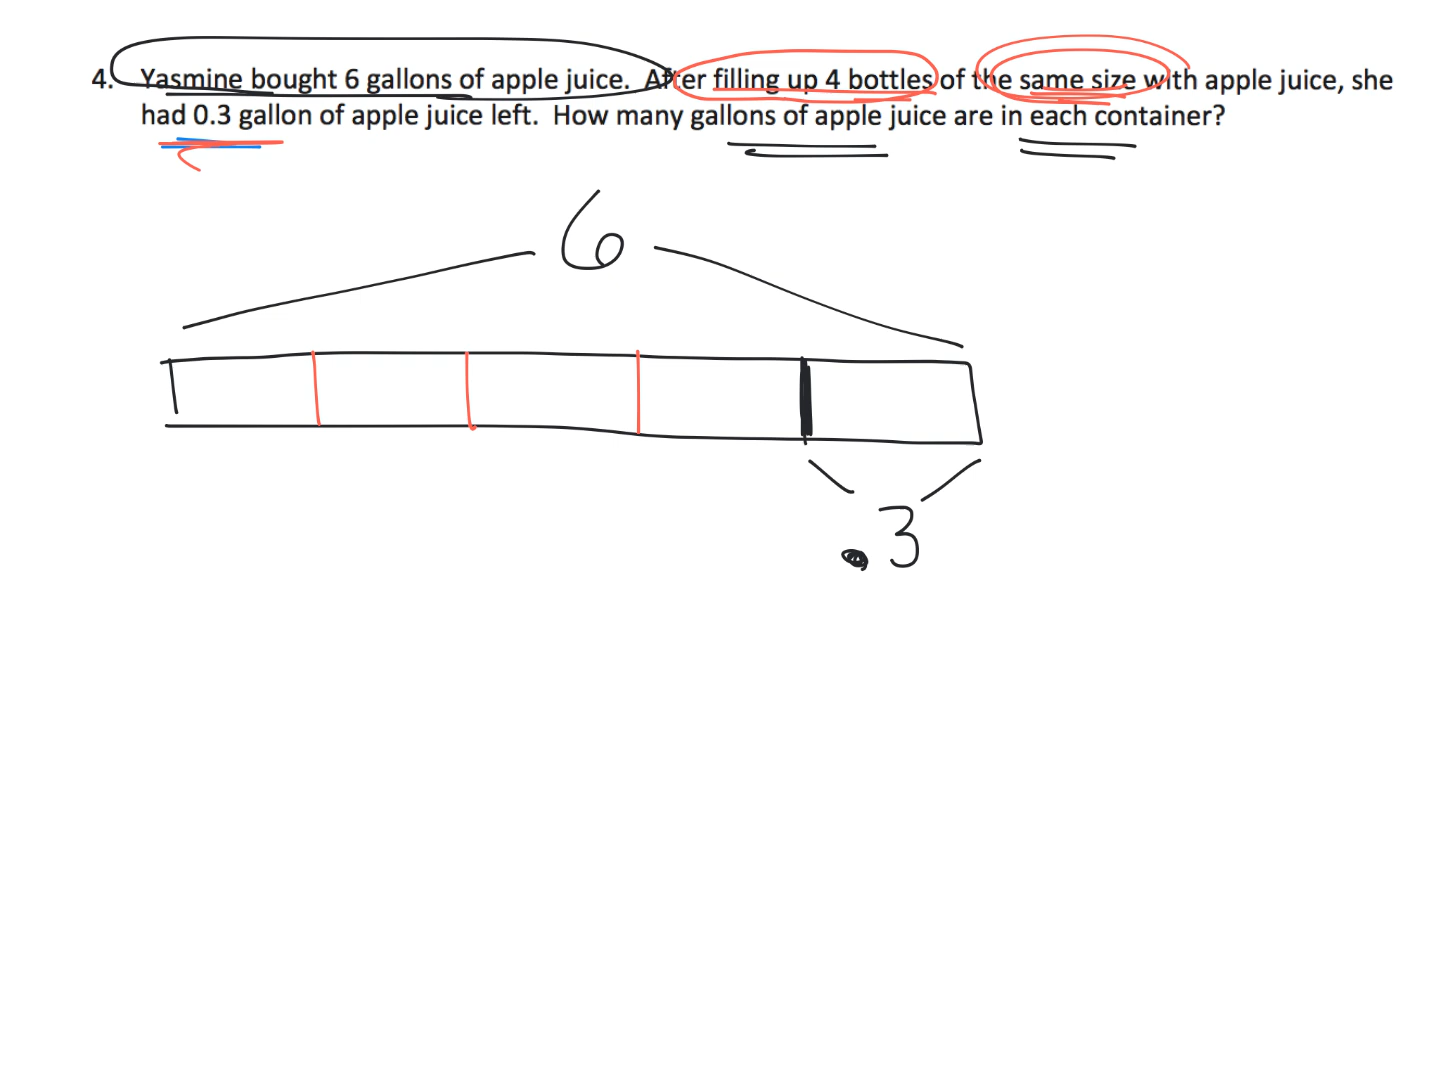 4. Yasmine bought 6 gallons of apple juice. After filling up 4 bottles of the same size with apple juice, she
had 0.3 gallon of apple juice left. How many gallons of apple juice are in each container?
6
.3